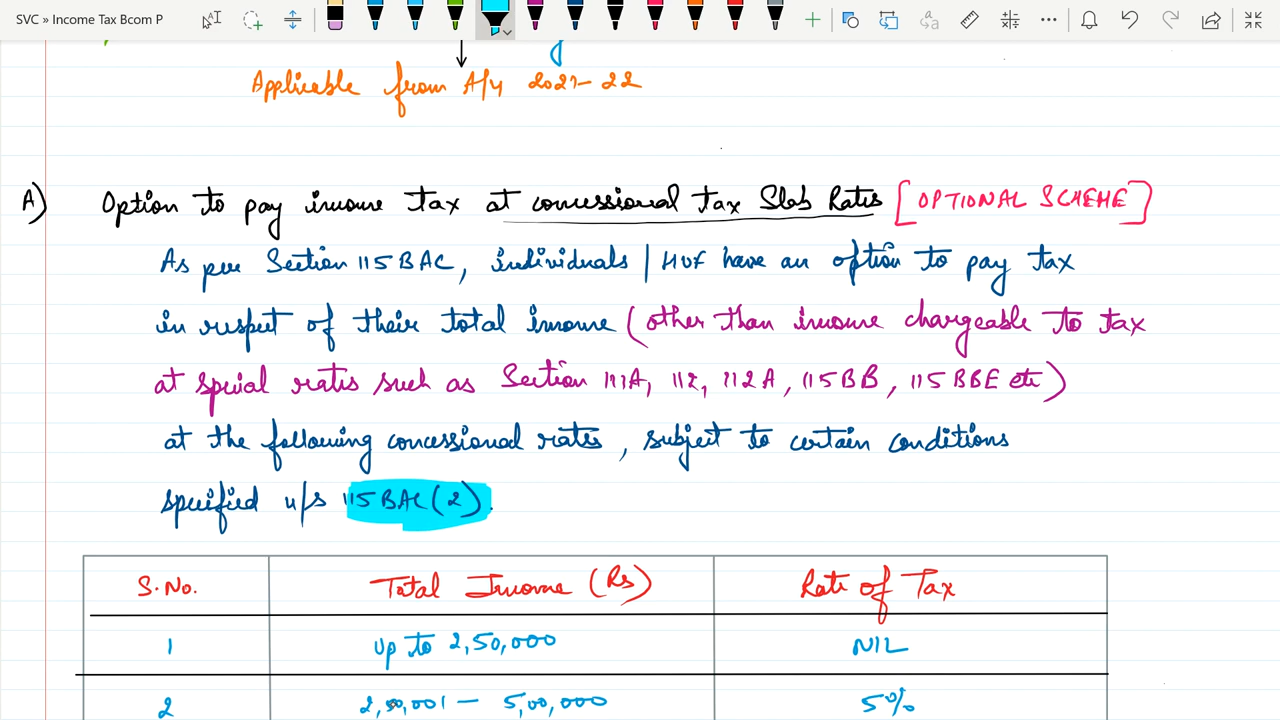 SVC » Income Tax Bcom P
Applicable from A/Y 2021-22
A) Option to pay income tax at concessional tax Slab Rates [OPTIONAL SCHEME]
As per Section 115BAC, individuals | HUF have an option to pay tax
in respect of their total income (other than income chargeable to tax
at special rates such as Section 111A, 112, 112A, 115BB, 115BBE etc)
at the following concessional rates, subject to certain conditions
specified u/s 115BAC(2).
S.No. Total Income (Rs) Rate of Tax
1 Up to 2,50,000 NIL
2 2,50,001 - 5,00,000 5%